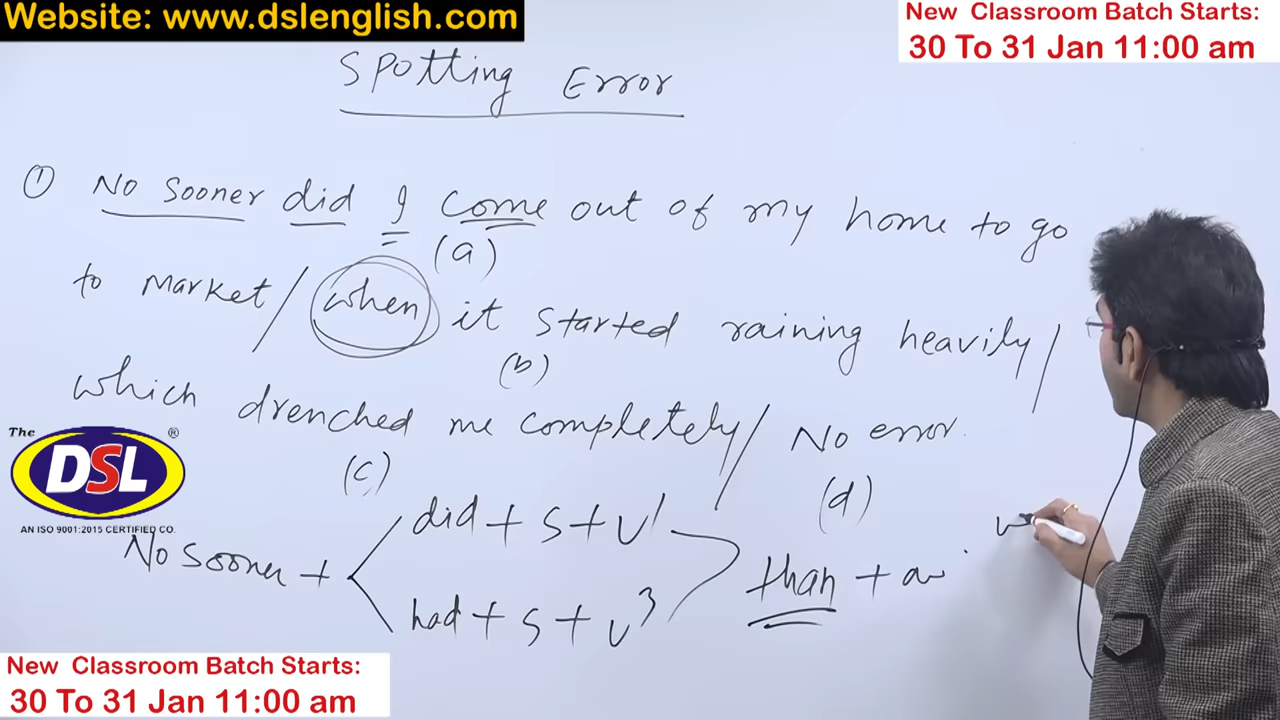 Website: www.dslenglish.com
New Classroom Batch Starts:
30 To 31 Jan 11:00 am
Spotting Error
① No sooner did I come out of my home to go
(a)
to market/ when it started raining heavily/
(b)
which drenched me completely/ No error.
(c)
(d)
The DSL ®
AN ISO 9001:2015 CERTIFIED CO.
did + S + V1
No sooner + than +
had + S + V3
New Classroom Batch Starts:
30 To 31 Jan 11:00 am